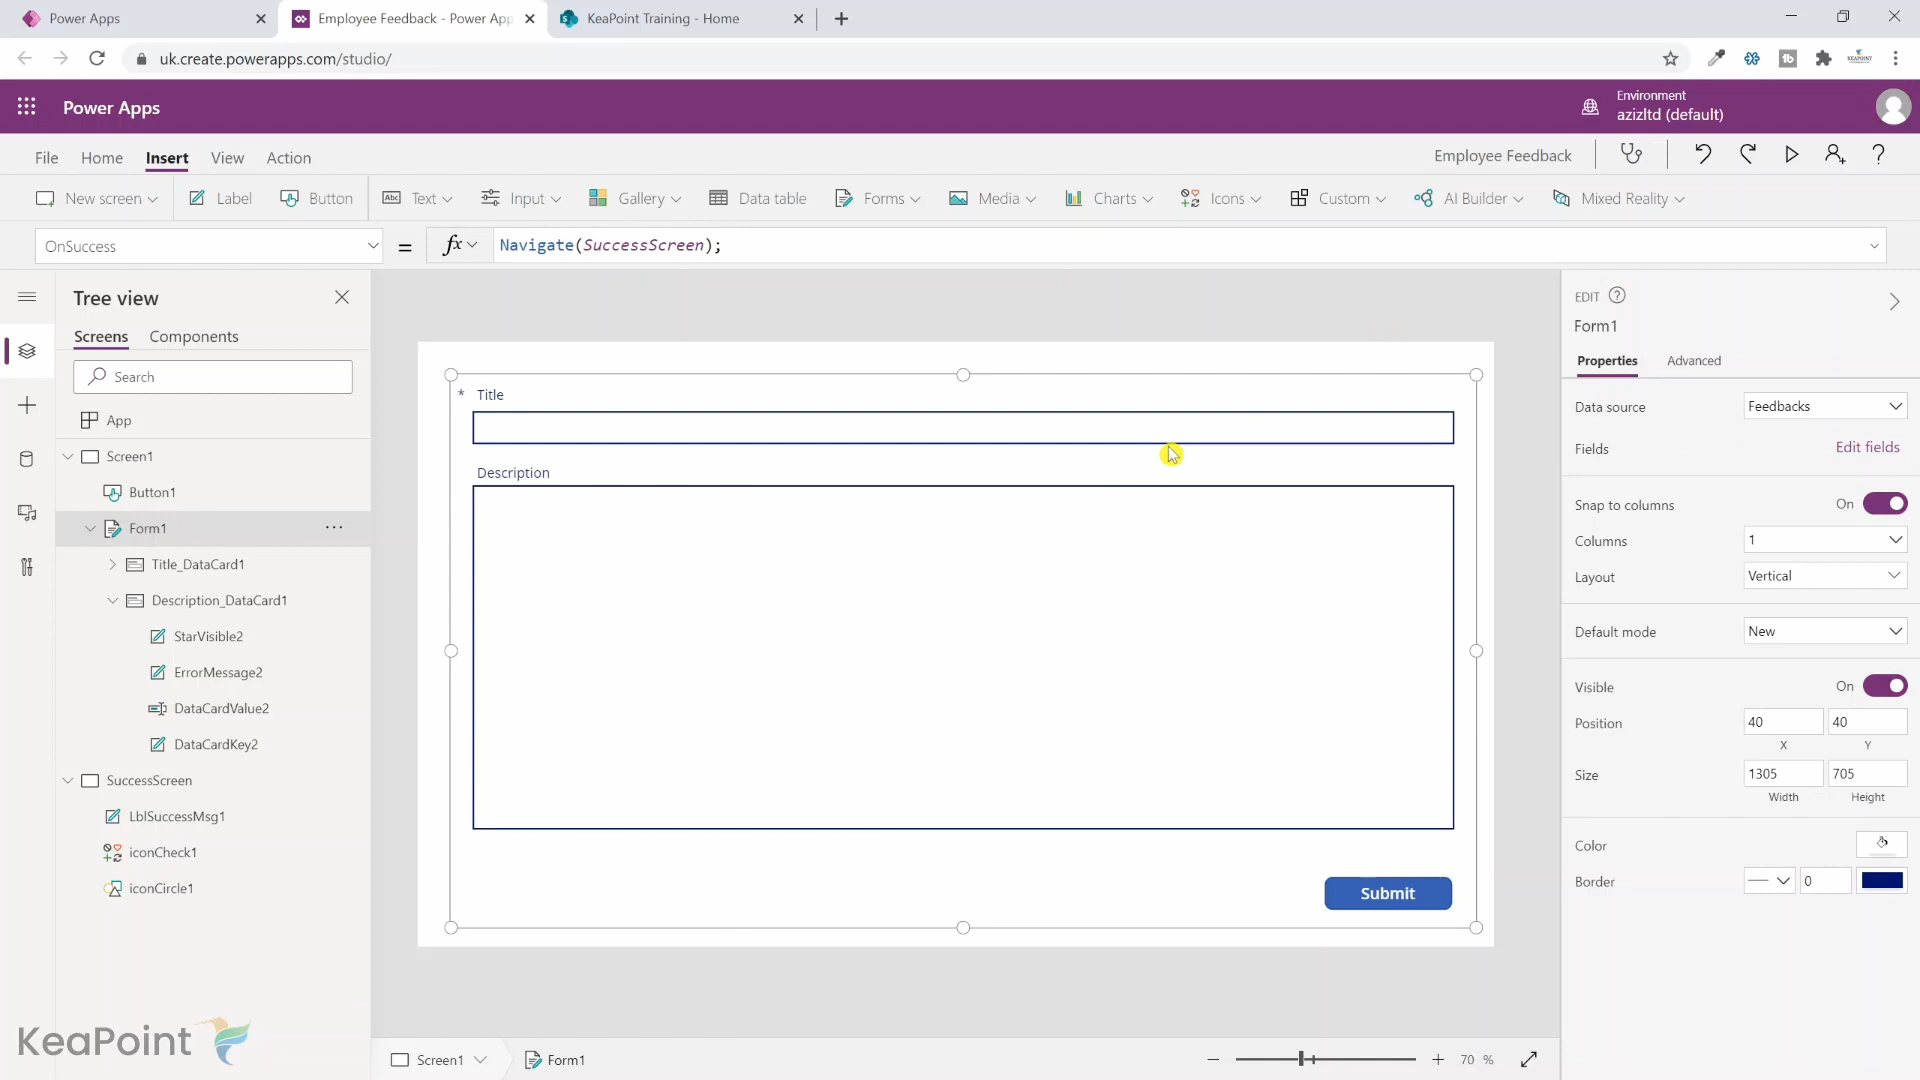 Power Apps
Employee Feedback - Power App
KeaPoint Training - Home
uk.create.powerapps.com/studio/
Power Apps
Environment
azizltd (default)
File
Home
Insert
View
Action
Employee Feedback
New screen
Label
Button
Text
Input
Gallery
Data table
Forms
Media
Charts
Icons
Custom
AI Builder
Mixed Reality
OnSuccess
=
fx
Navigate(SuccessScreen);
Tree view
Screens
Components
Search
App
Screen1
Button1
Form1
...
Title_DataCard1
Description_DataCard1
StarVisible2
ErrorMessage2
DataCardValue2
DataCardKey2
SuccessScreen
LblSuccessMsg1
iconCheck1
iconCircle1
KeaPoint
* Title
Description
Submit
Screen1
Form1
70 %
EDIT
Form1
Properties
Advanced
Data source
Feedbacks
Fields
Edit fields
Snap to columns
On
Columns
1
Layout
Vertical
Default mode
New
Visible
On
Position
40
40
X
Y
Size
1305
705
Width
Height
Color
Border
0